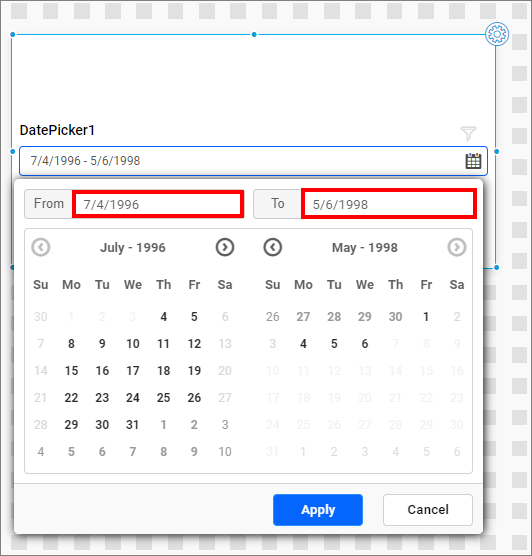 DatePicker1
7/4/1996 - 5/6/1998
From 7/4/1996 To 5/6/1998
July - 1996 May - 1998
Su Mo Tu We Th Fr Sa Su Mo Tu We Th Fr Sa
30 1 2 3 4 5 6 26 27 28 29 30 1 2
7 8 9 10 11 12 13 3 4 5 6 7 8 9
14 15 16 17 18 19 20 10 11 12 13 14 15 16
21 22 23 24 25 26 27 17 18 19 20 21 22 23
28 29 30 31 1 2 3 24 25 26 27 28 29 30
4 5 6 7 8 9 10 31 1 2 3 4 5 6
Apply Cancel